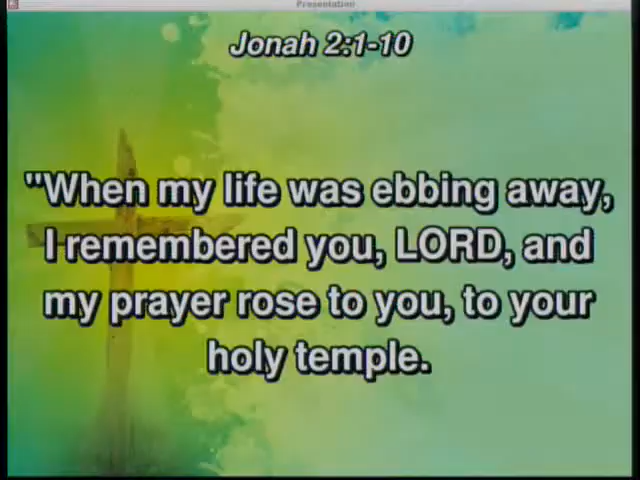 Presentation
Jonah 2:1-10
"When my life was ebbing away,
I remembered you, LORD, and
my prayer rose to you, to your
holy temple.